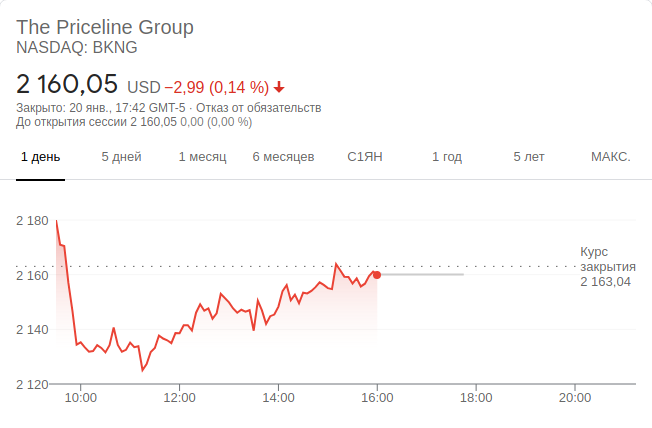 The Priceline Group
NASDAQ: BKNG
2 160,05 USD −2,99 (0,14 %)
Закрыто: 20 янв., 17:42 GMT-5 · Отказ от обязательств
До открытия сессии 2 160,05 0,00 (0,00 %)
1 день 5 дней 1 месяц 6 месяцев С1ЯН 1 год 5 лет МАКС.
2 180
2 160
2 140
2 120
Курс
закрытия
2 163,04
10:00 12:00 14:00 16:00 18:00 20:00